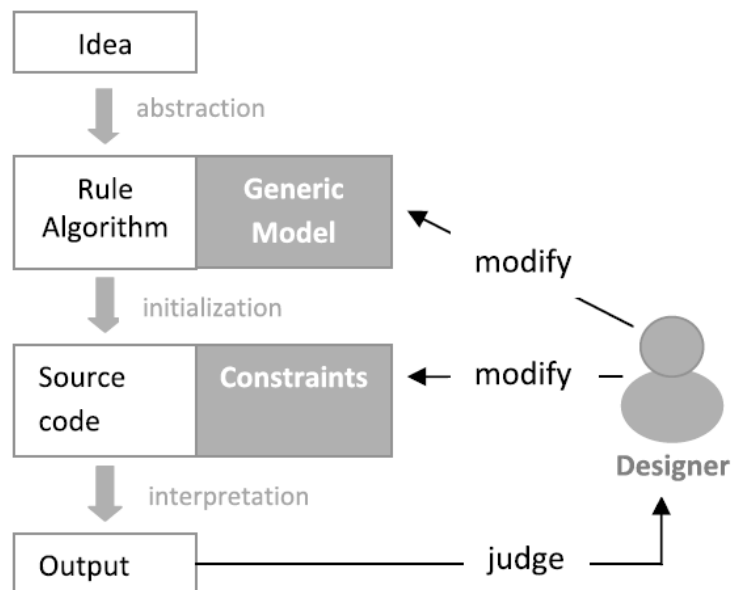 Idea
abstraction
Rule
Algorithm
Generic
Model
modify
initialization
Source
code
Constraints
modify
Designer
interpretation
Output
judge